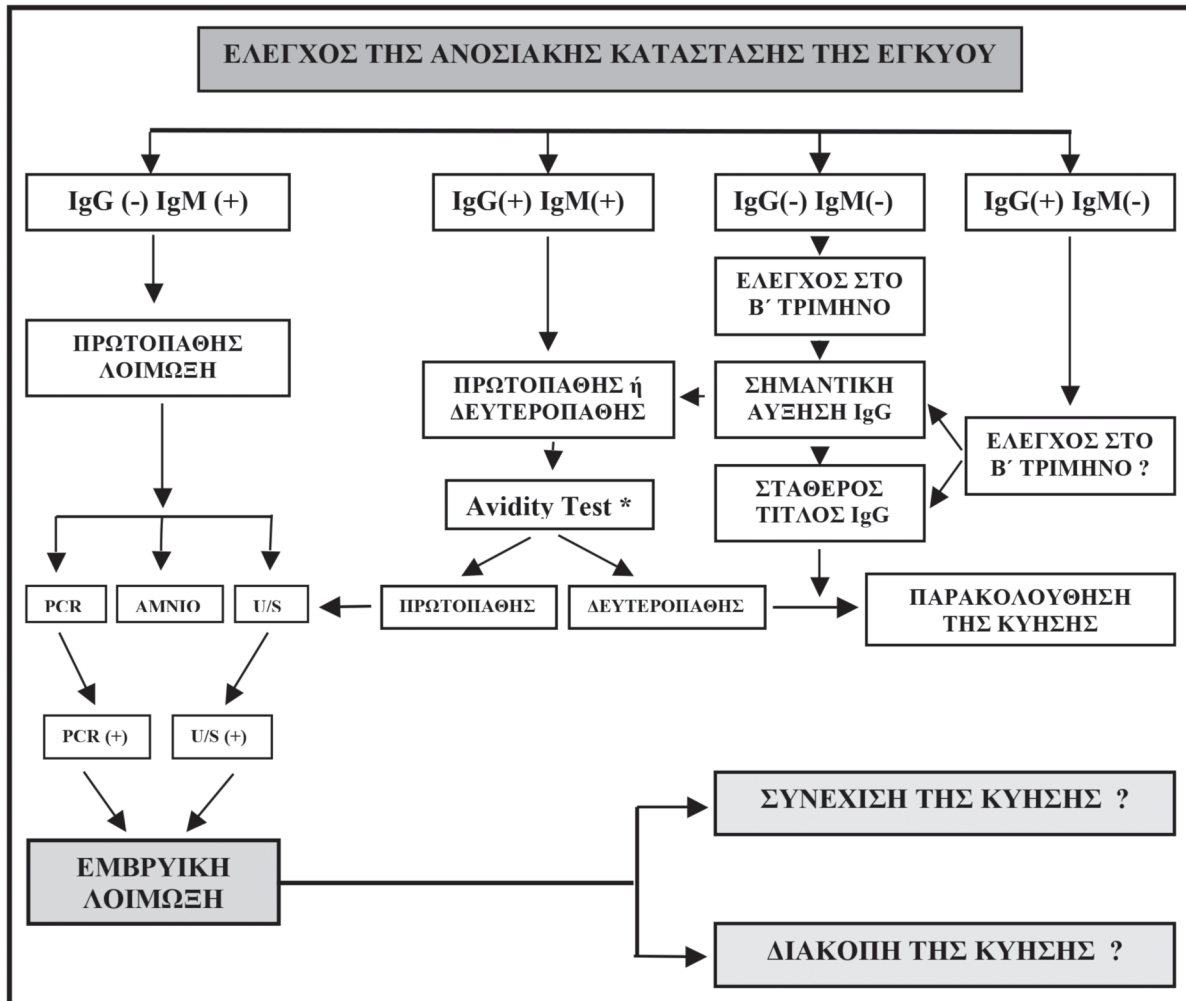 ΕΛΕΓΧΟΣ ΤΗΣ ΑΝΟΣΙΑΚΗΣ ΚΑΤΑΣΤΑΣΗΣ ΤΗΣ ΕΓΚΥΟΥ
IgG (-) IgM (+)
IgG(+) IgM(+)
IgG(-) IgM(-)
IgG(+) IgM(-)
ΕΛΕΓΧΟΣ ΣΤΟ
Β΄ ΤΡΙΜΗΝΟ
ΠΡΩΤΟΠΑΘΗΣ
ΛΟΙΜΩΞΗ
ΠΡΩΤΟΠΑΘΗΣ ή
ΔΕΥΤΕΡΟΠΑΘΗΣ
ΣΗΜΑΝΤΙΚΗ
ΑΥΞΗΣΗ IgG
ΕΛΕΓΧΟΣ ΣΤΟ
Β΄ ΤΡΙΜΗΝΟ ?
Avidity Test *
ΣΤΑΘΕΡΟΣ
ΤΙΤΛΟΣ IgG
PCR
ΑΜΝΙΟ
U/S
ΠΡΩΤΟΠΑΘΗΣ
ΔΕΥΤΕΡΟΠΑΘΗΣ
ΠΑΡΑΚΟΛΟΥΘΗΣΗ
ΤΗΣ ΚΥΗΣΗΣ
PCR (+)
U/S (+)
ΣΥΝΕΧΙΣΗ ΤΗΣ ΚΥΗΣΗΣ ?
ΕΜΒΡΥΙΚΗ
ΛΟΙΜΩΞΗ
ΔΙΑΚΟΠΗ ΤΗΣ ΚΥΗΣΗΣ ?